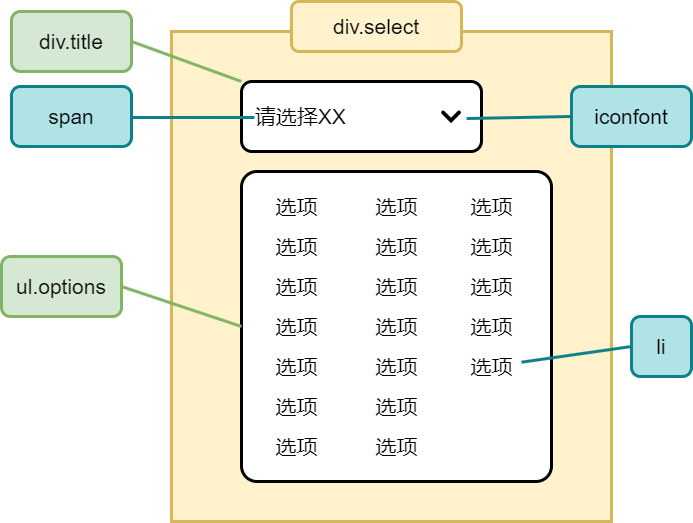 div.select
div.title
span
请选择XX
iconfont
选项 选项 选项
选项 选项 选项
ul.options
选项 选项 选项
选项 选项 选项
li
选项 选项 选项
选项 选项
选项 选项